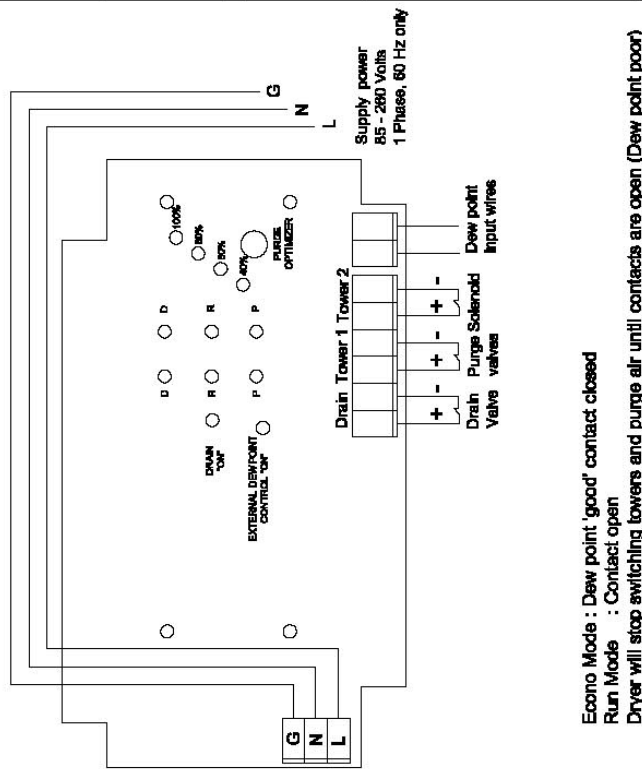 G
N
L
Supply power
85 - 260 Volts
1 Phase, 60 Hz only
100%
80%
60%
40%
PURGE
OPTIMIZER
D D
R R
P P
DRAIN
"ON"
EXTERNAL DEW POINT
CONTROL "ON"
Drain Tower 1 Tower 2
+ - + - + -
Drain
Valve
Purge Solenoid
valves
Dew point
Input wires
G
N
L
Econo Mode : Dew point 'good' contact closed
Run Mode : Contact open
Dryer will stop switching towers and purge air until contacts are open (Dew point poor)